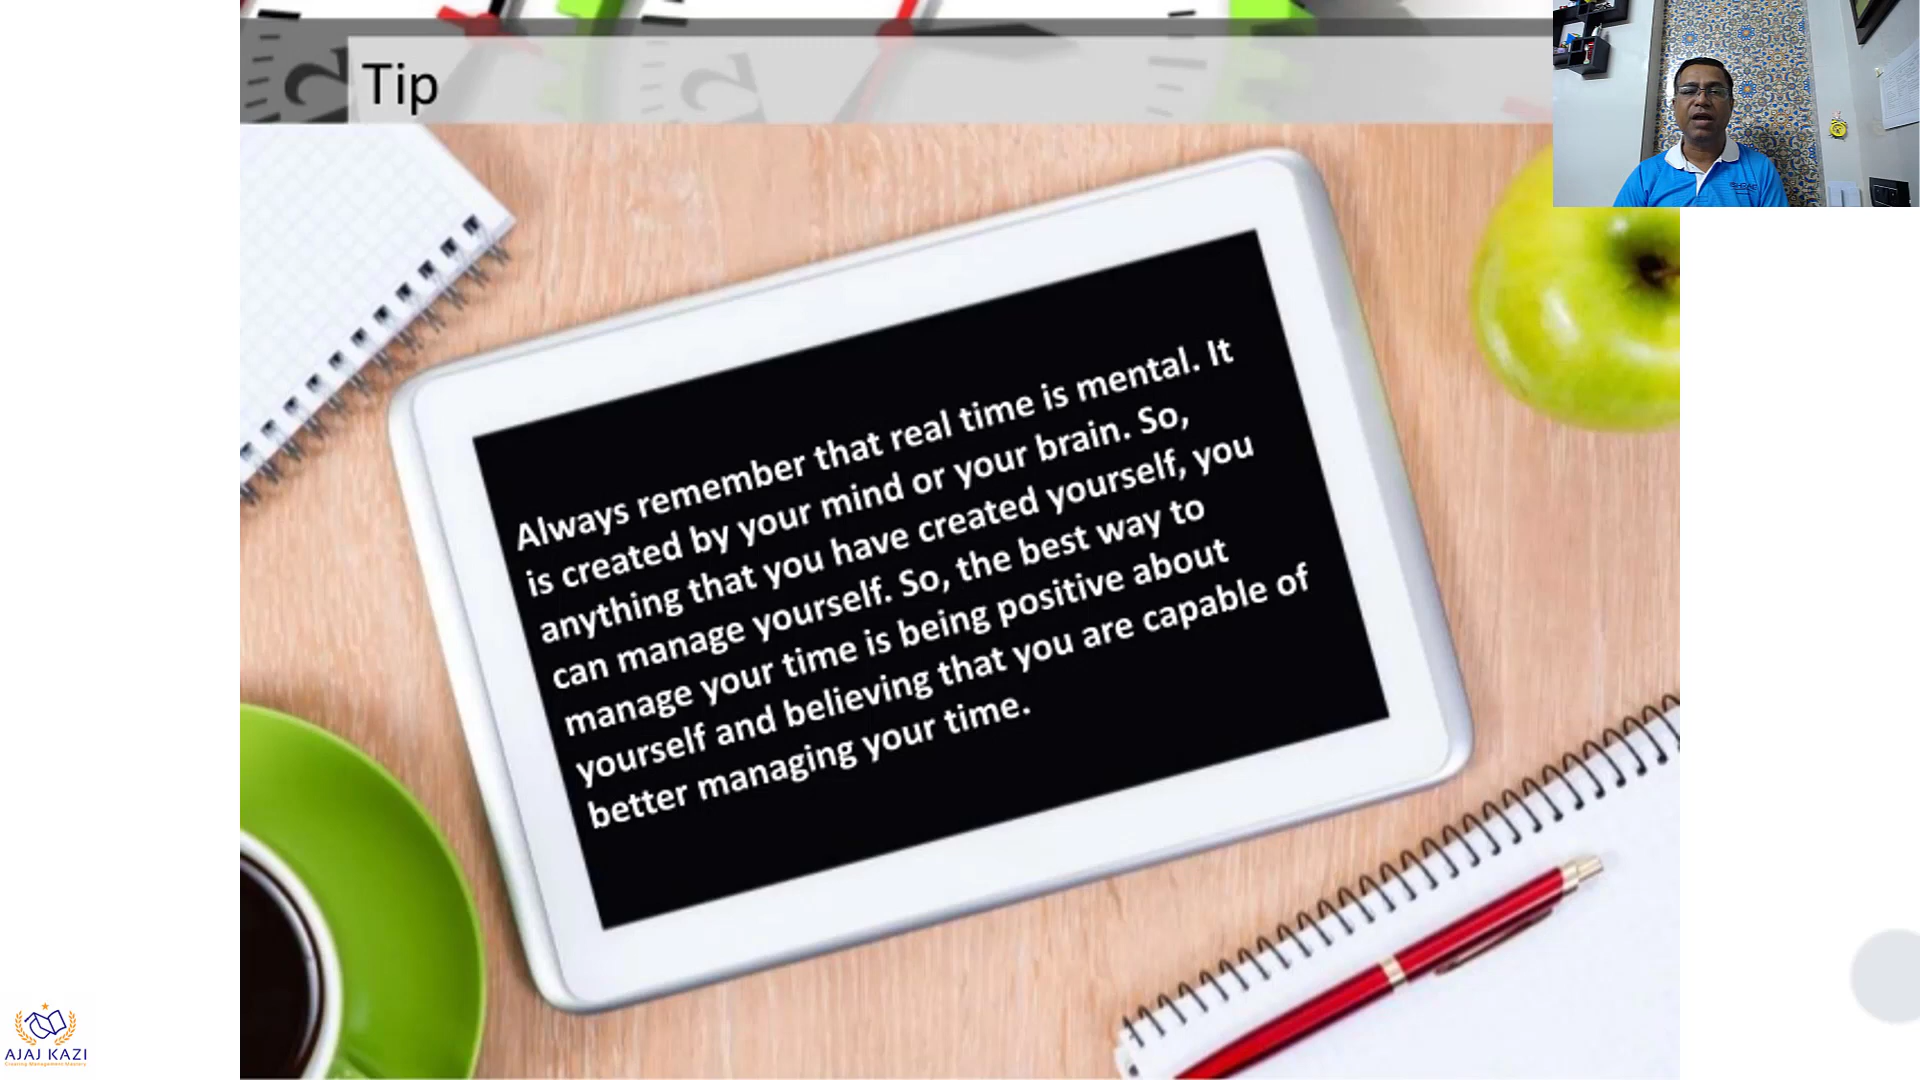 Tip
Always remember that real time is mental. It
is created by your mind or your brain. So,
anything that you have created yourself, you
can manage yourself. So, the best way to
manage your time is being positive about
yourself and believing that you are capable of
better managing your time.
AJAJ KAZI